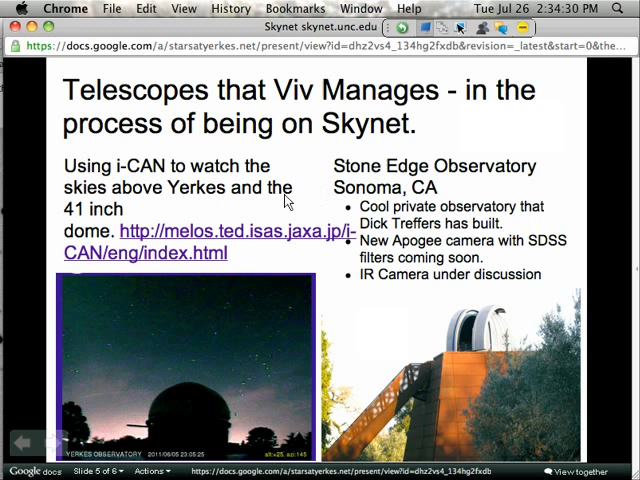 Chrome File Edit View History Bookmarks Window Help Tue Jul 26 2:34:30 PM
Skynet skynet.unc.edu
https://docs.google.com/a/starsatyerkes.net/present/view?id=dhz2vs4_134hg2fxdb&revision=_latest&start=0&the...
Telescopes that Viv Manages - in the
process of being on Skynet.
Using i-CAN to watch the
skies above Yerkes and the
41 inch
dome. http://melos.ted.isas.jaxa.jp/i-
CAN/eng/index.html
Stone Edge Observatory
Sonoma, CA
• Cool private observatory that
Dick Treffers has built.
• New Apogee camera with SDSS
filters coming soon.
• IR Camera under discussion
YERKES OBSERVATORY 2011/06/05 23:05:25 alt:25, azi:145
Google docs Slide 5 of 6 Actions https://docs.google.com/a/starsatyerkes.net/present/view?id=dhz2vs4_134hg2fxdb View together